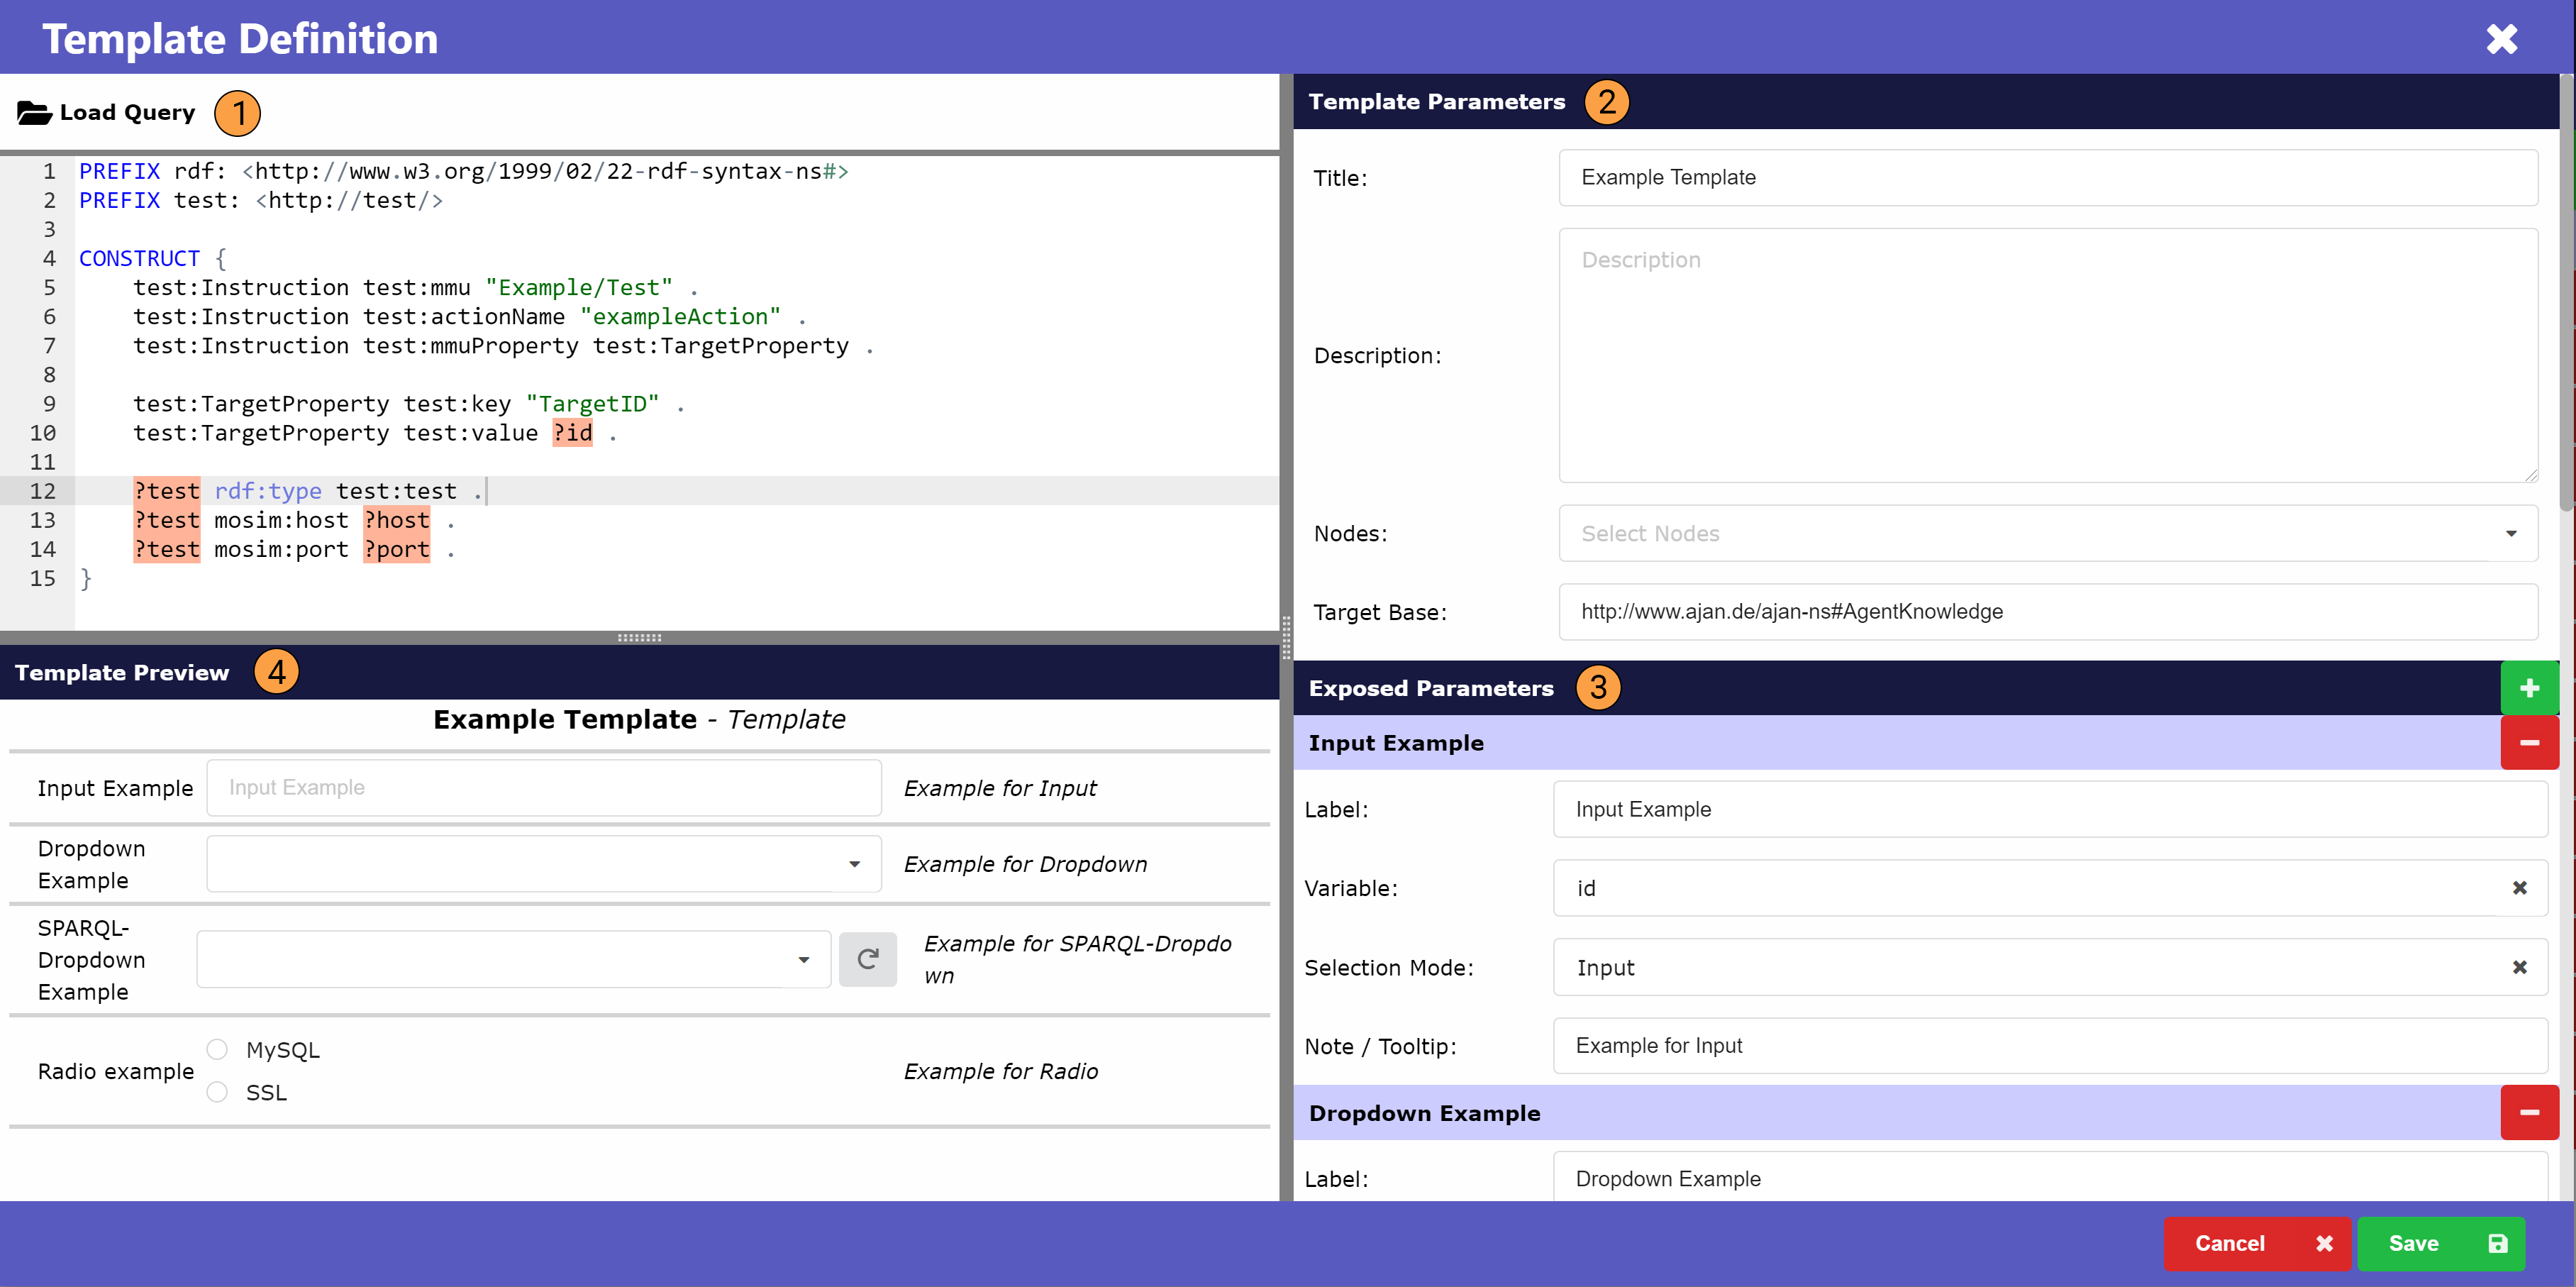 Template Definition
Load Query 1
1 PREFIX rdf: <http://www.w3.org/1999/02/22-rdf-syntax-ns#>
2 PREFIX test: <http://test/>
3
4 CONSTRUCT {
5 test:Instruction test:mmu "Example/Test" .
6 test:Instruction test:actionName "exampleAction" .
7 test:Instruction test:mmuProperty test:TargetProperty .
8
9 test:TargetProperty test:key "TargetID" .
10 test:TargetProperty test:value ?id .
11
12 ?test rdf:type test:test .
13 ?test mosim:host ?host .
14 ?test mosim:port ?port .
15 }
Template Preview 4
Example Template - Template
Input Example Input Example Example for Input
Dropdown
Example
Example for Dropdown
SPARQL-
Dropdown
Example
Example for SPARQL-Dropdo
wn
Radio example
MySQL
SSL
Example for Radio
Template Parameters 2
Title: Example Template
Description: Description
Nodes: Select Nodes
Target Base: http://www.ajan.de/ajan-ns#AgentKnowledge
Exposed Parameters 3
Input Example
Label: Input Example
Variable: id
Selection Mode: Input
Note / Tooltip: Example for Input
Dropdown Example
Label: Dropdown Example
Cancel
Save